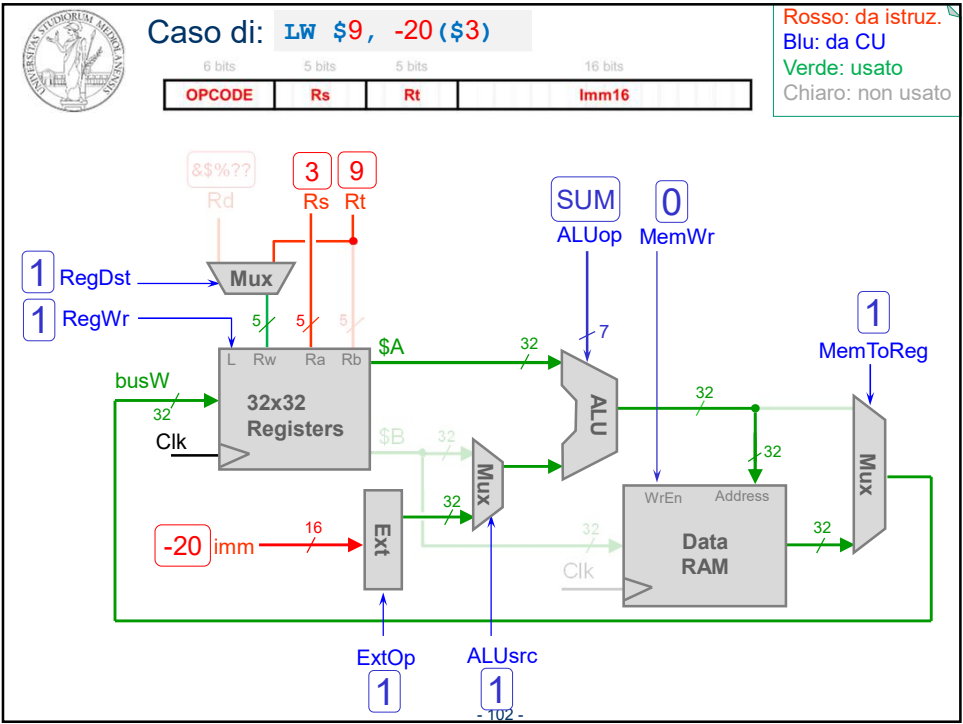 Caso di: LW $9, -20($3)
Rosso: da istruz.
Blu: da CU
Verde: usato
Chiaro: non usato
UNIVERSITAS STUDIORUM MEDIOLANENSIS
6 bits 5 bits 5 bits 16 bits
OPCODE Rs Rt Imm16
&$%?? 3 9 SUM 0
Rd Rs Rt ALUop MemWr
1 RegDst Mux
1 RegWr 5 5 5 7 1
MemToReg
L Rw Ra Rb $A 32
busW 32
32x32
Registers
ALU 32
32
Clk $B 32
Mux Mux
WrEn Address
32
-20 imm 16 Ext 32 Data
RAM 32
Clk
ExtOp ALUsrc
1 1
- 102 -